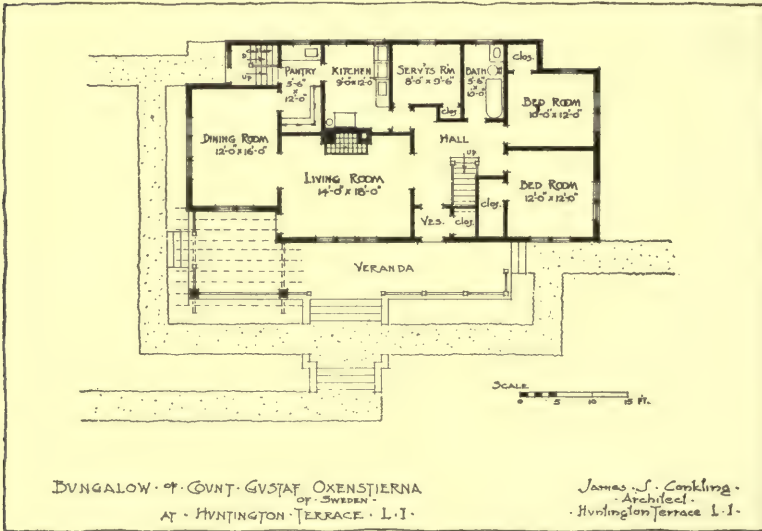 clos.
PANTRY
5'-6"
x
12'-0"
KITCHEN
9'-0 x 12-0
SERV'TS R'M
8'-0" x 9'-6"
BATH
5'-6"
x
10'-0"
UP
BED ROOM
10'-0" x 12'-0"
clos.
DINING ROOM
12'-0" x 16'-0"
HALL
UP
LIVING ROOM
14'-0" x 18'-0"
BED ROOM
12'-0" x 12'-0"
clos.
VES.
clos.
VERANDA
SCALE
0 5 10 15 FT.
BUNGALOW · OF · COUNT · GUSTAF OXENSTIERNA
OF · SWEDEN ·
AT · HUNTINGTON · TERRACE · L · I ·
James · S · Conkling ·
· Architect ·
· Huntington Terrace L · I ·